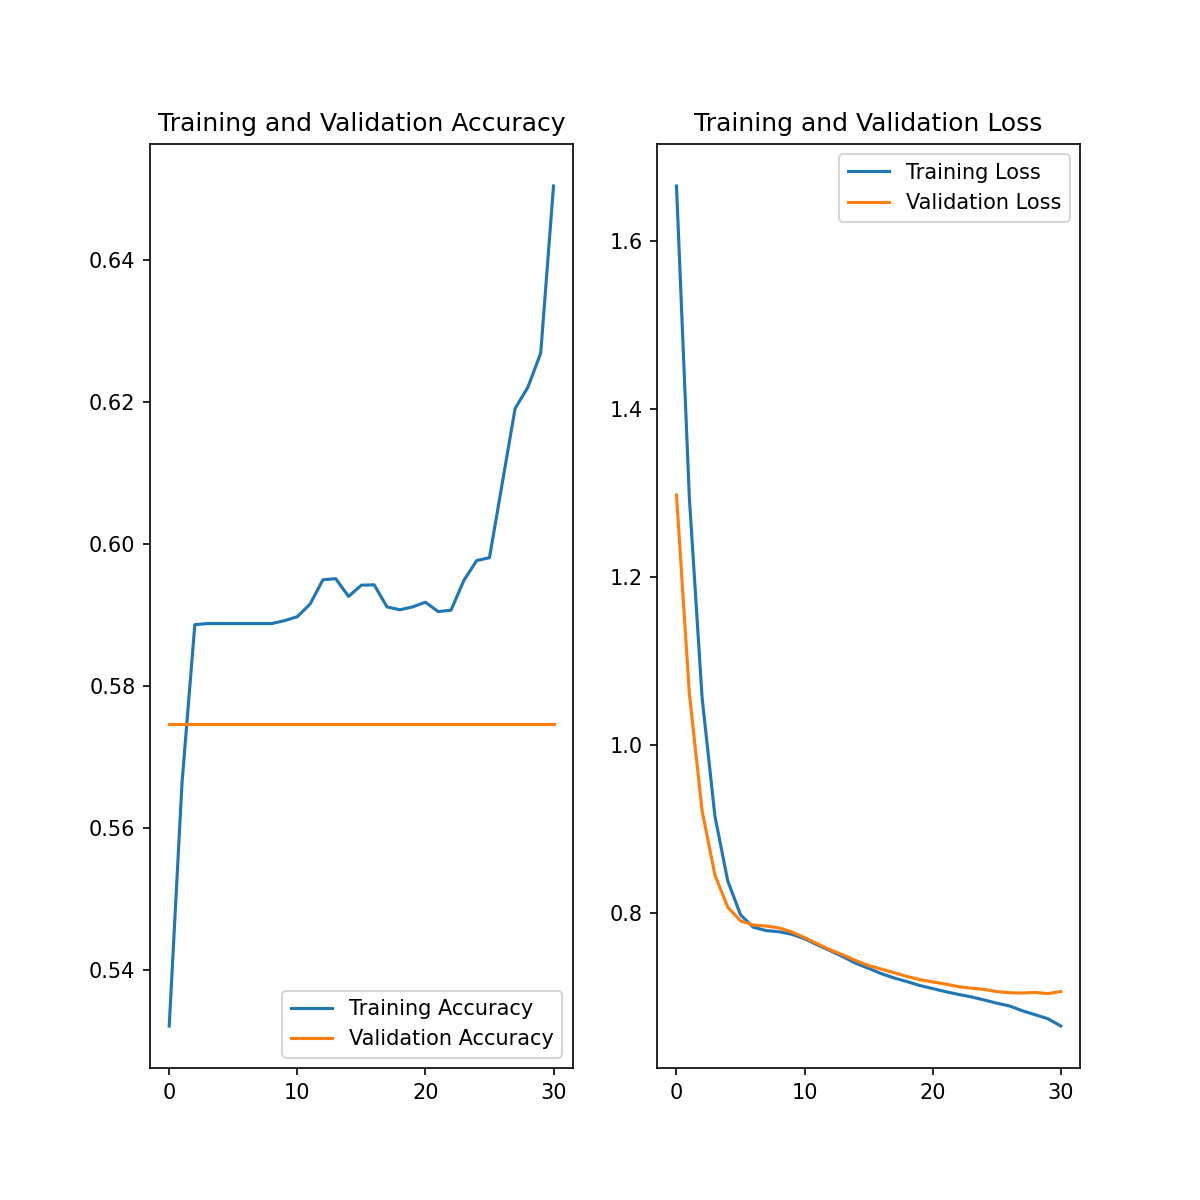 Training and Validation Accuracy
0.64
0.62
0.60
0.58
0.56
0.54
Training Accuracy
Validation Accuracy
0 10 20 30
Training and Validation Loss
Training Loss
Validation Loss
1.6
1.4
1.2
1.0
0.8
0 10 20 30